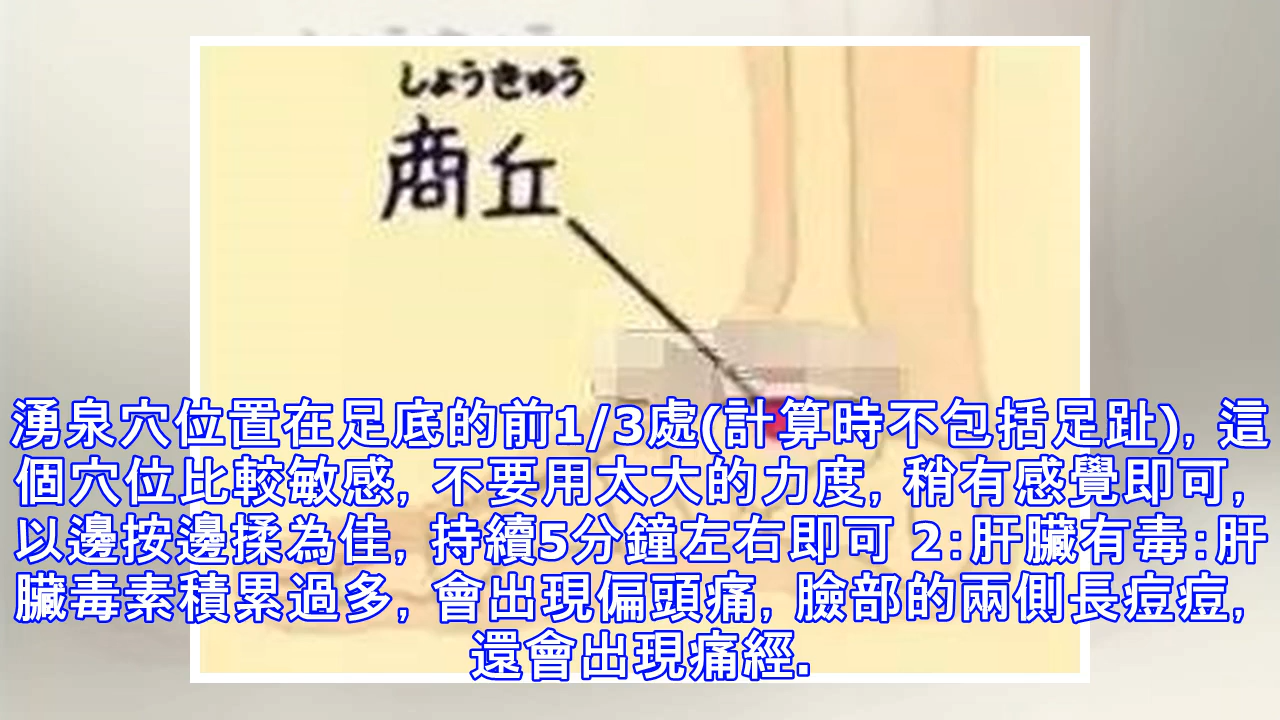 しょうきゅう
商丘
湧泉穴位置在足底的前1/3處(計算時不包括足趾), 這
個穴位比較敏感, 不要用太大的力度, 稍有感覺即可,
以邊按邊揉為佳, 持續5分鐘左右即可 2:肝臟有毒:肝
臟毒素積累過多, 會出現偏頭痛, 臉部的兩側長痘痘,
還會出現痛經.